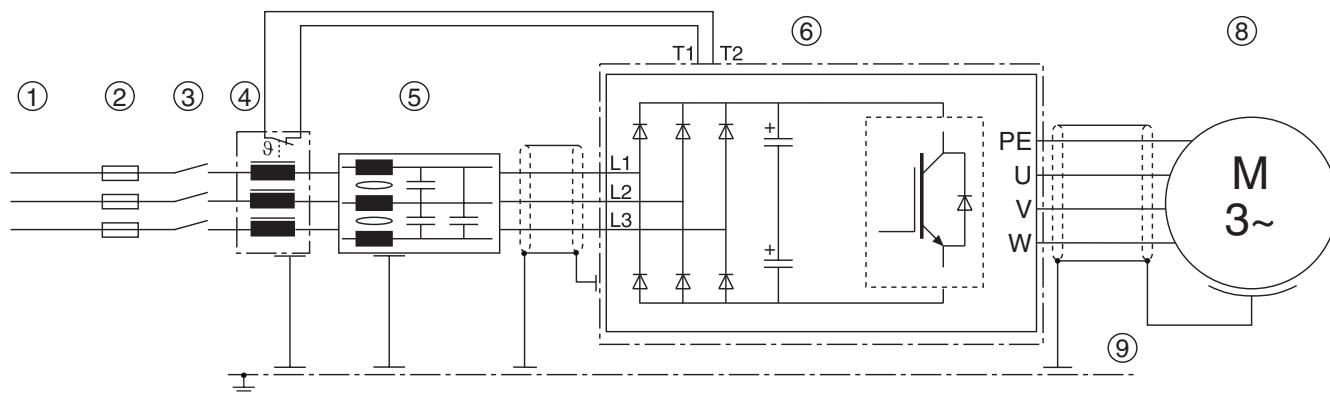 ①
②
③
④
⑤
⑥
⑧
T1 T2
ϑ
+
+
L1
L2
L3
PE
U
V
W
M
3~
⑨